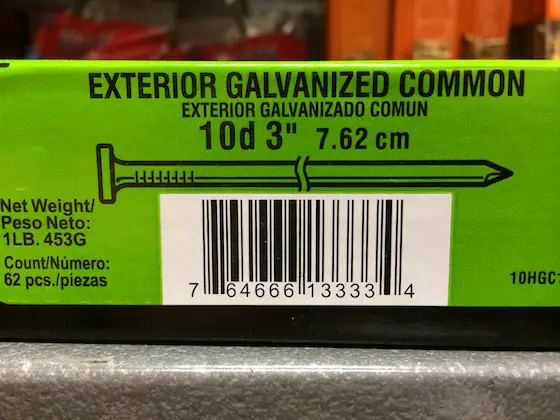 EXTERIOR GALVANIZED COMMON
EXTERIOR GALVANIZADO COMUN
10d 3" 7.62 cm
Net Weight/
Peso Neto:
1LB. 453G
Count/Número:
62 pcs./piezas
7 64666 13333 4